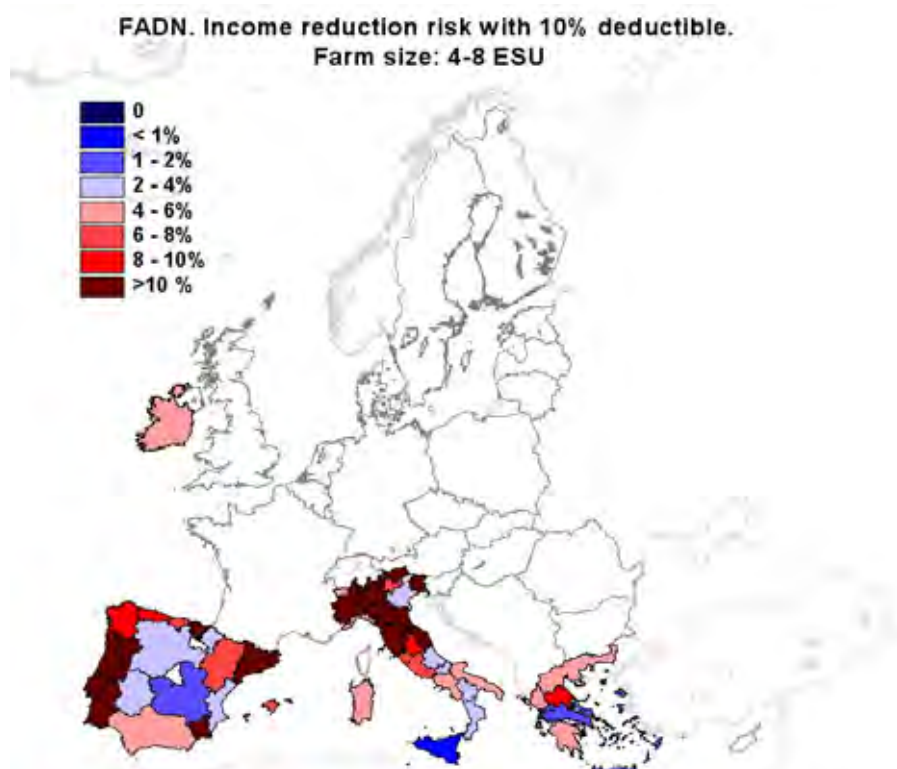 FADN. Income reduction risk with 10% deductible.
Farm size: 4-8 ESU
0
< 1%
1 - 2%
2 - 4%
4 - 6%
6 - 8%
8 - 10%
>10 %